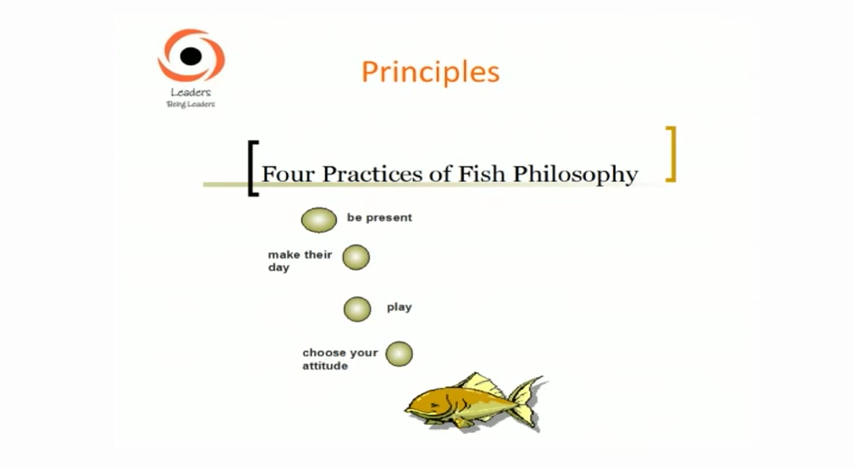 Leaders
Being Leaders
Principles
Four Practices of Fish Philosophy
be present
make their
day
play
choose your
attitude